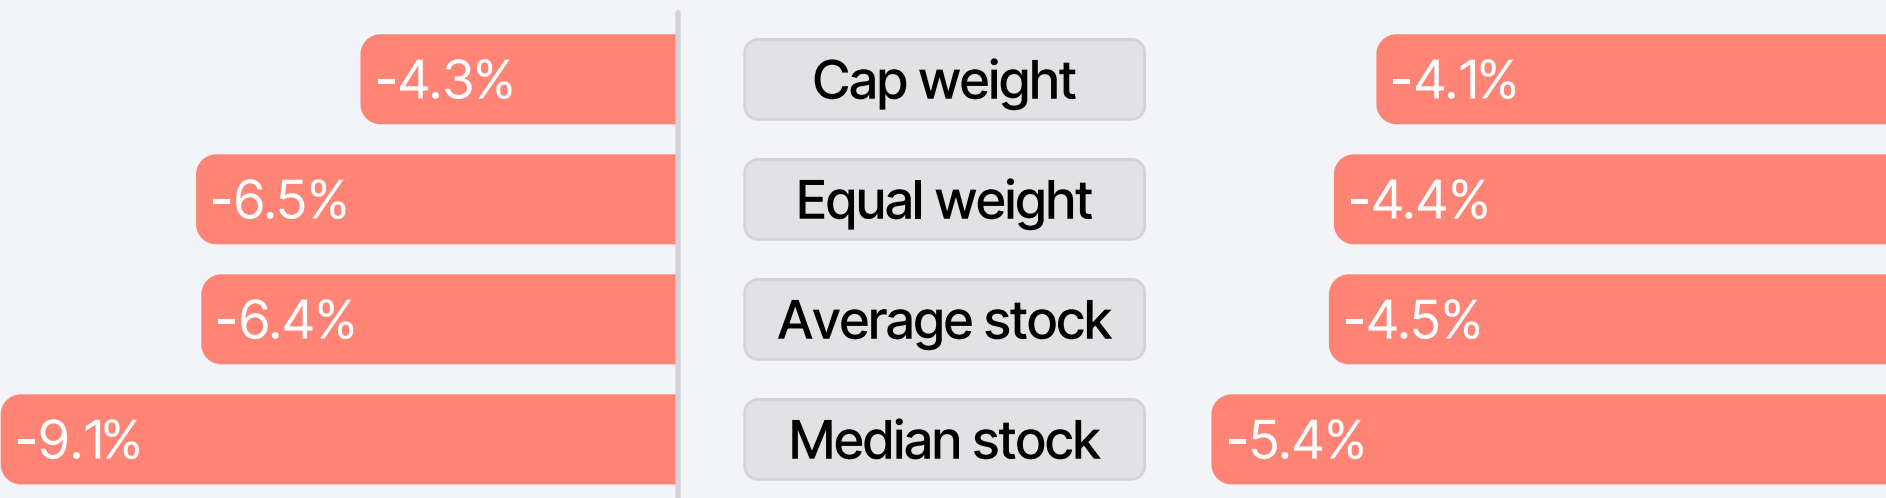 -4.3% Cap weight -4.1%
-6.5% Equal weight -4.4%
-6.4% Average stock -4.5%
-9.1% Median stock -5.4%